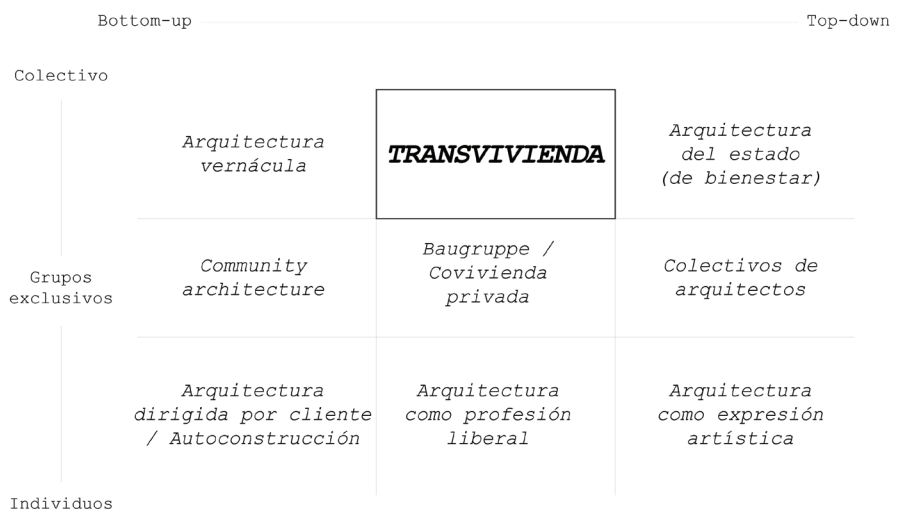 Bottom-up
Top-down
Colectivo
Arquitectura
vernácula
TRANSVIVIENDA
Arquitectura
del estado
(de bienestar)
Grupos
exclusivos
Community
architecture
Baugruppe /
Covivienda
privada
Colectivos de
arquitectos
Arquitectura
dirigida por cliente
/ Autoconstrucción
Arquitectura
como profesión
liberal
Arquitectura
como expresión
artística
Individuos